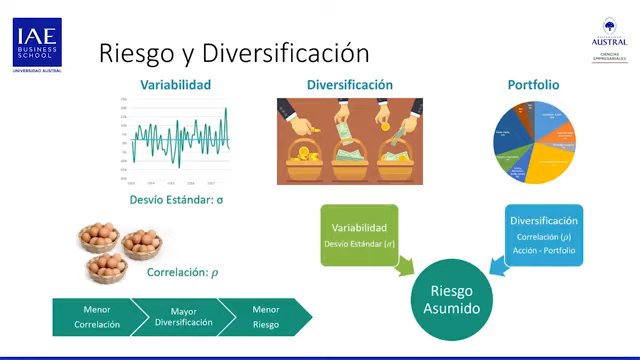 IAE
BUSINESS
SCHOOL
UNIVERSIDAD AUSTRAL
Riesgo y Diversificación
UNIVERSIDAD
AUSTRAL
CIENCIAS
EMPRESARIALES
Variabilidad
Diversificación
Portfolio
Desvío Estándar: σ
Correlación: ρ
Variabilidad
Desvío Estándar (σ)
Diversificación
Correlación (ρ)
Acción - Portfolio
Riesgo
Asumido
Menor
Correlación
Mayor
Diversificación
Menor
Riesgo